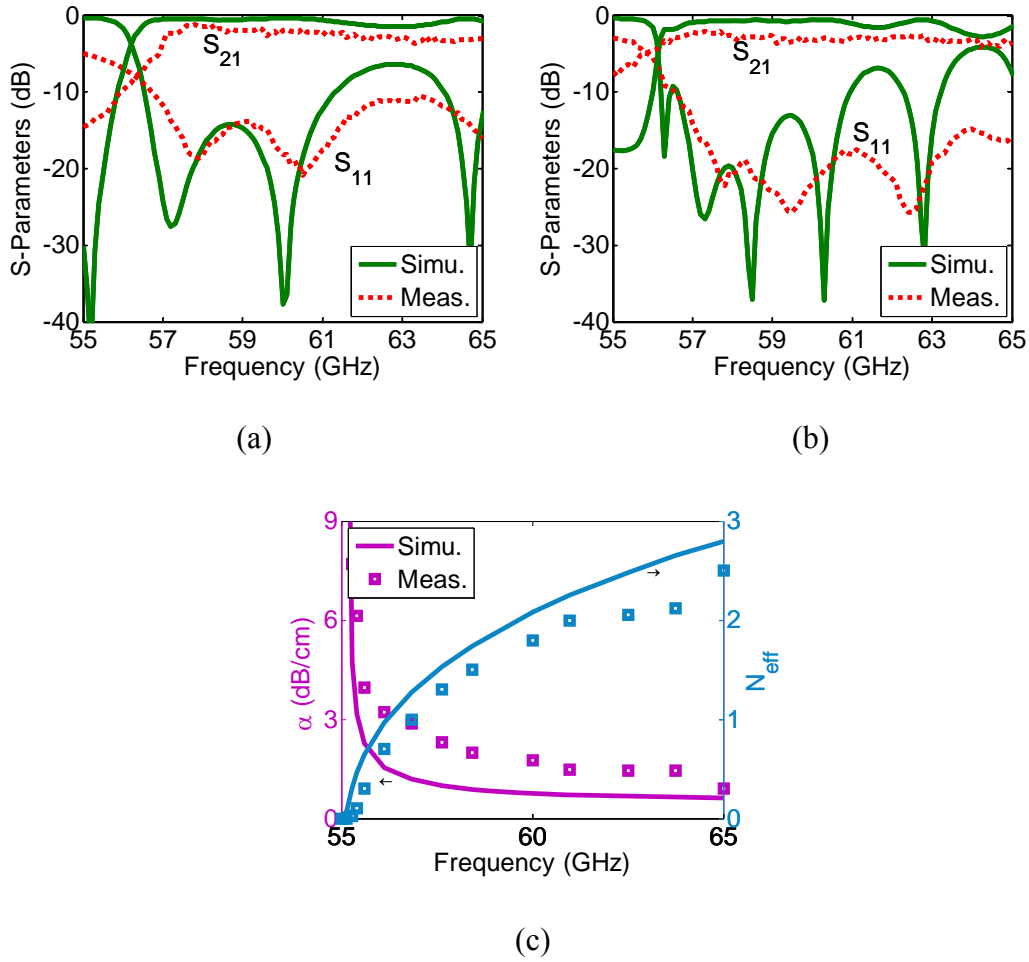 S-Parameters (dB)
0
-10
-20
-30
-40
S21
S11
Simu.
Meas.
55 57 59 61 63 65
Frequency (GHz)
(a)
S-Parameters (dB)
0
-10
-20
-30
-40
S21
S11
Simu.
Meas.
55 57 59 61 63 65
Frequency (GHz)
(b)
α (dB/cm)
9
6
3
0
Simu.
Meas.
→
←
3
2
1
0
Neff
55 60 65
Frequency (GHz)
(c)